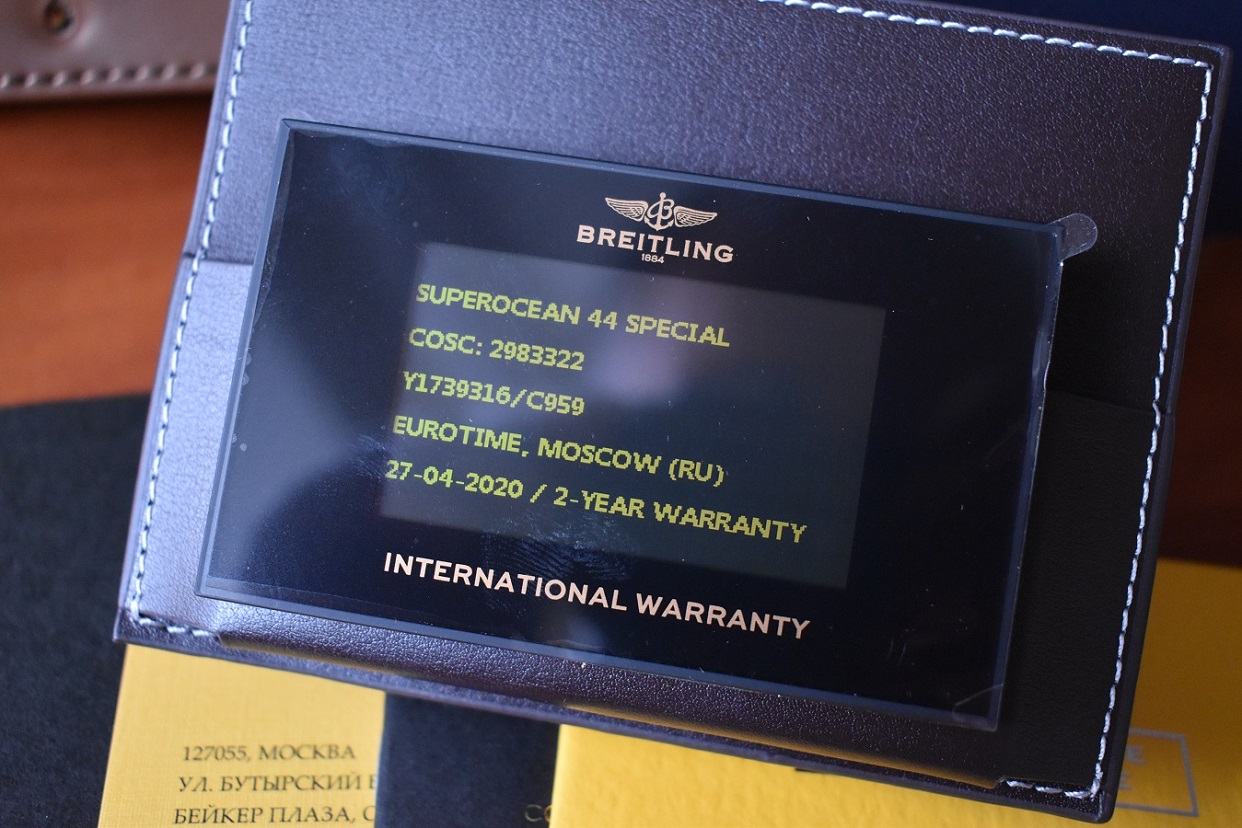 BREITLING
1884
SUPEROCEAN 44 SPECIAL
COSC: 2983322
Y1739316/C959
EUROTIME, MOSCOW (RU)
27-04-2020 / 2-YEAR WARRANTY
INTERNATIONAL WARRANTY
127055, МОСКВА
УЛ. БУТЫРСКИЙ
БЕЙКЕР ПЛАЗА,